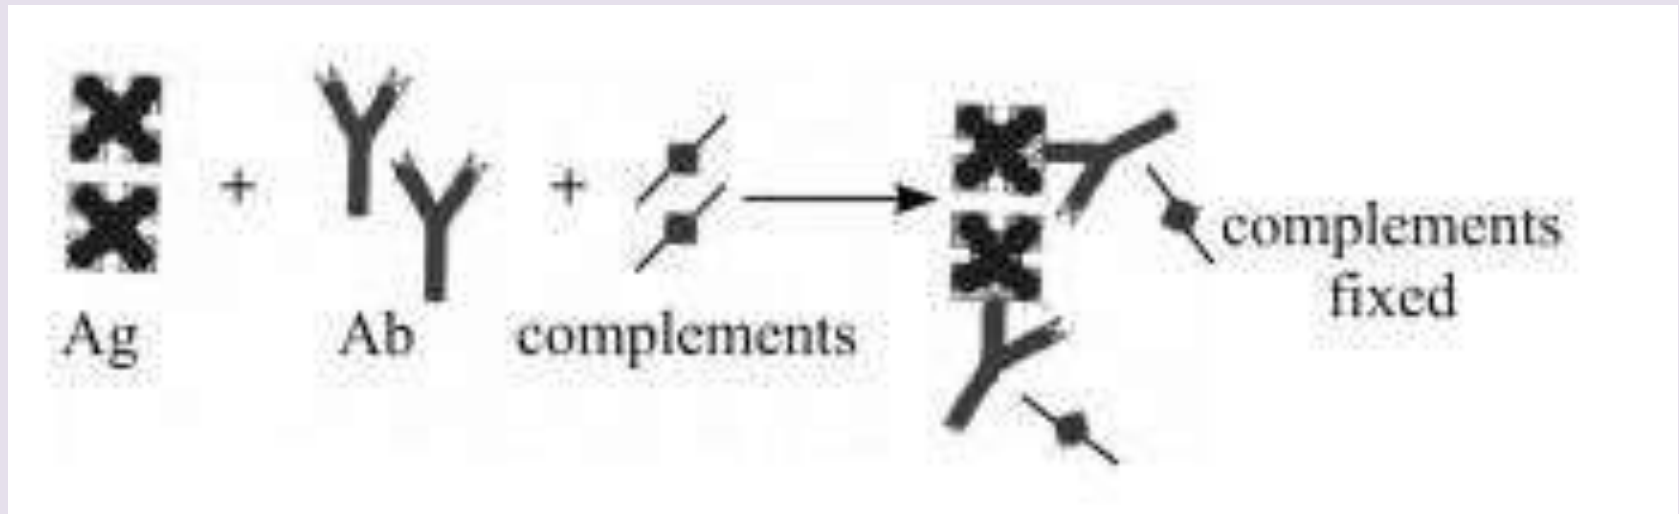 Ag + Ab + complements
complements
fixed